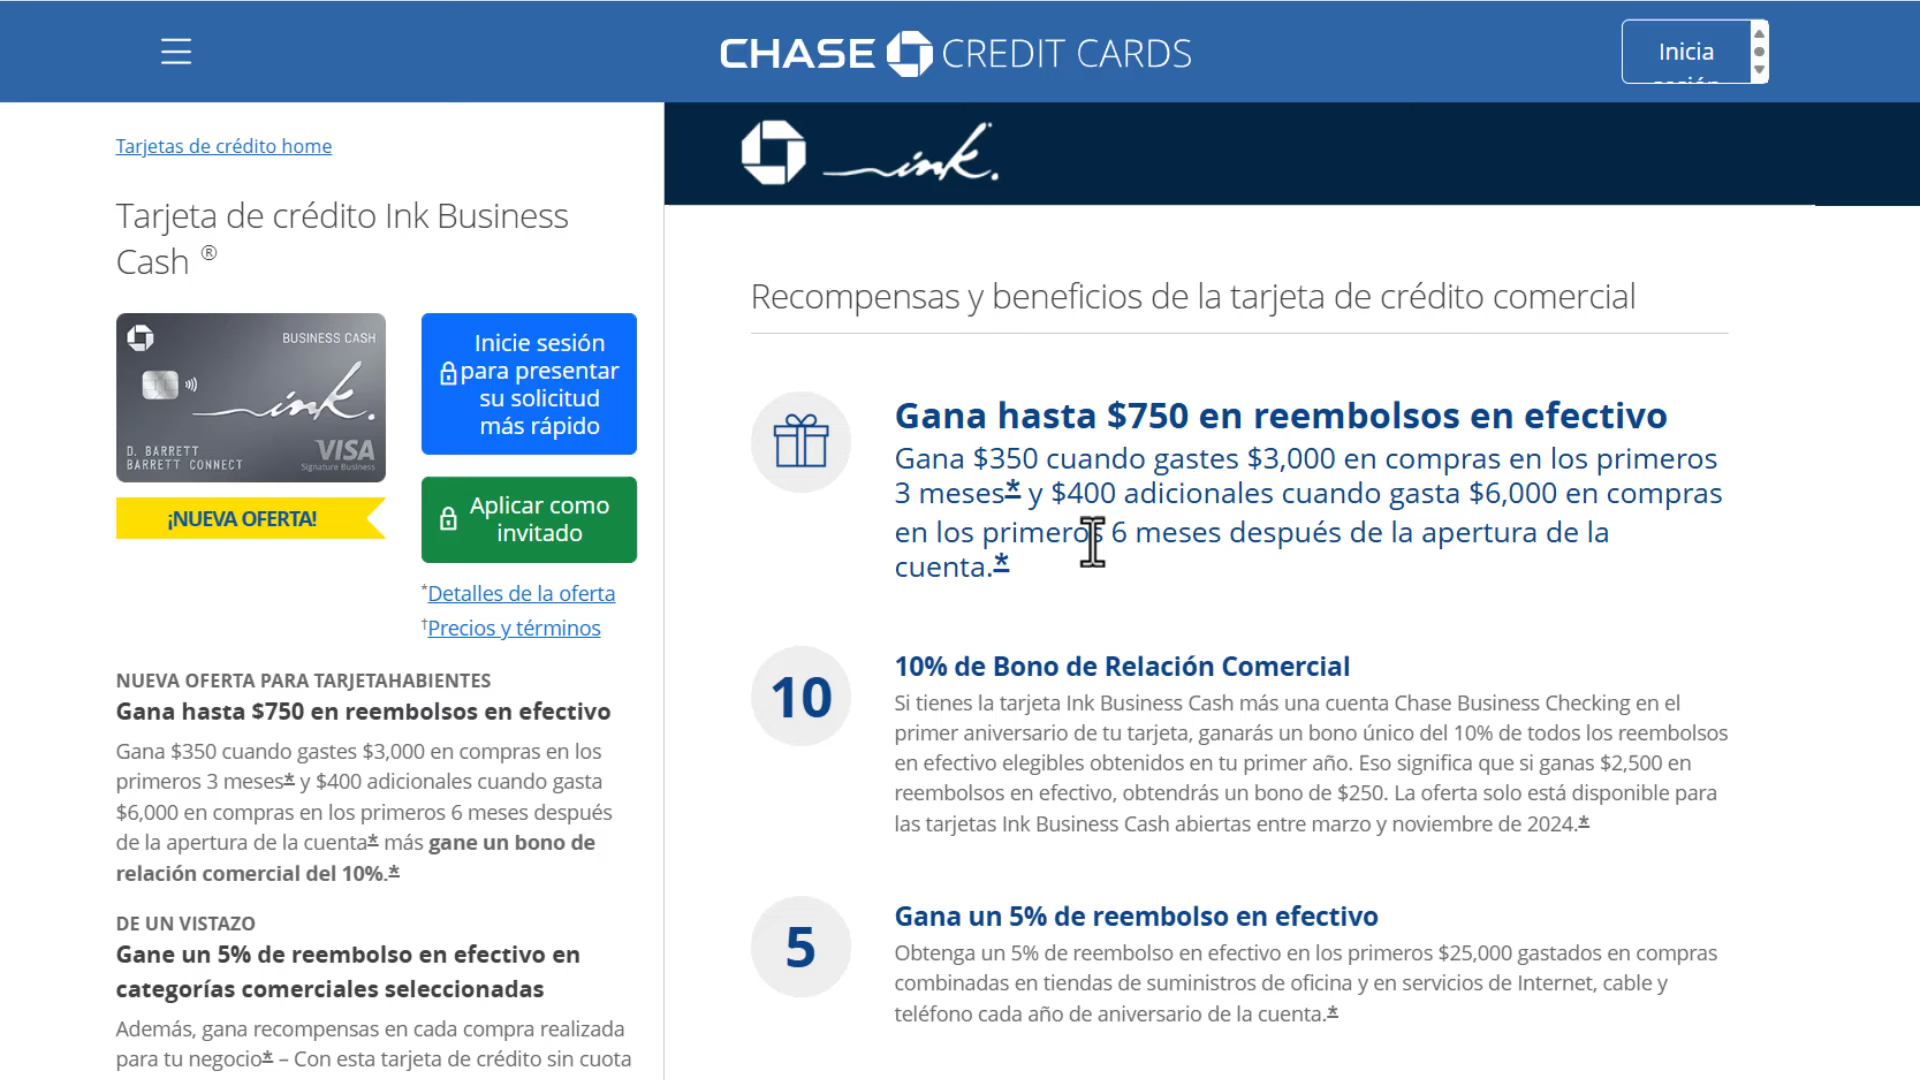 CHASE CREDIT CARDS
Inicia
Tarjetas de crédito home
Tarjeta de crédito Ink Business
Cash ®
BUSINESS CASH
ink.
D. BARRETT
BARRETT CONNECT
VISA
Signature Business
¡NUEVA OFERTA!
Inicie sesión
para presentar
su solicitud
más rápido
Aplicar como
invitado
*Detalles de la oferta
†Precios y términos
NUEVA OFERTA PARA TARJETAHABIENTES
Gana hasta $750 en reembolsos en efectivo
Gana $350 cuando gastes $3,000 en compras en los
primeros 3 meses* y $400 adicionales cuando gasta
$6,000 en compras en los primeros 6 meses después
de la apertura de la cuenta* más gane un bono de
relación comercial del 10%.*
DE UN VISTAZO
Gane un 5% de reembolso en efectivo en
categorías comerciales seleccionadas
Además, gana recompensas en cada compra realizada
para tu negocio* – Con esta tarjeta de crédito sin cuota
ink.
Recompensas y beneficios de la tarjeta de crédito comercial
Gana hasta $750 en reembolsos en efectivo
Gana $350 cuando gastes $3,000 en compras en los primeros
3 meses* y $400 adicionales cuando gasta $6,000 en compras
en los primeros 6 meses después de la apertura de la
cuenta.*
10
10% de Bono de Relación Comercial
Si tienes la tarjeta Ink Business Cash más una cuenta Chase Business Checking en el
primer aniversario de tu tarjeta, ganarás un bono único del 10% de todos los reembolsos
en efectivo elegibles obtenidos en tu primer año. Eso significa que si ganas $2,500 en
reembolsos en efectivo, obtendrás un bono de $250. La oferta solo está disponible para
las tarjetas Ink Business Cash abiertas entre marzo y noviembre de 2024.*
5
Gana un 5% de reembolso en efectivo
Obtenga un 5% de reembolso en efectivo en los primeros $25,000 gastados en compras
combinadas en tiendas de suministros de oficina y en servicios de Internet, cable y
teléfono cada año de aniversario de la cuenta.*